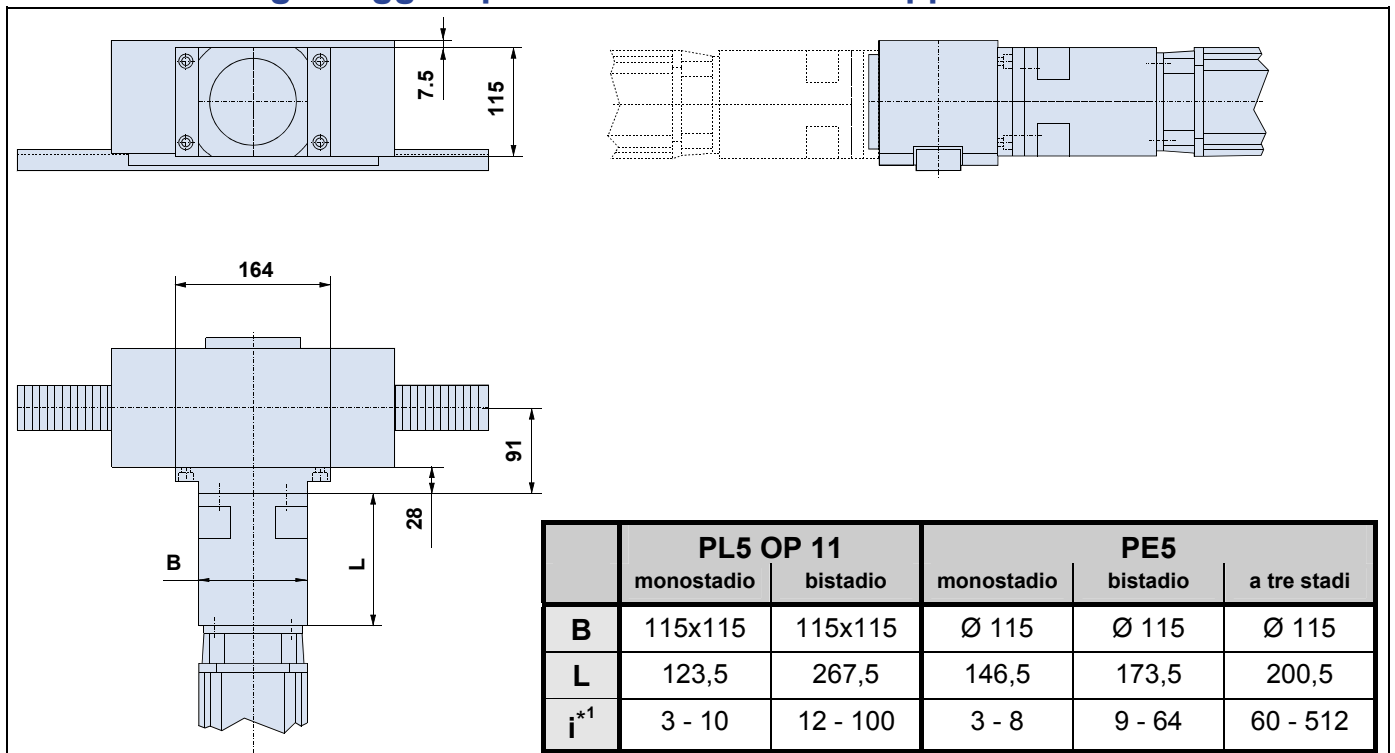 7.5
115
164
91
28
B
L
PL5 OP 11 PE5
monostadio bistadio monostadio bistadio a tre stadi
B 115x115 115x115 Ø 115 Ø 115 Ø 115
L 123,5 267,5 146,5 173,5 200,5
i*1 3 - 10 12 - 100 3 - 8 9 - 64 60 - 512